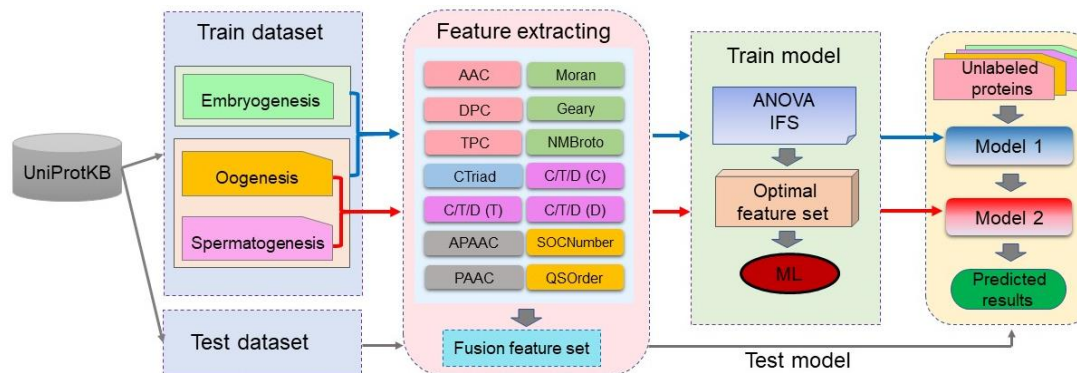 UniProtKB
Train dataset
Embryogenesis
Oogenesis
Spermatogenesis
Test dataset
Feature extracting
AAC
Moran
DPC
Geary
TPC
NMBroto
CTriad
C/T/D (C)
C/T/D (T)
C/T/D (D)
APAAC
SOCNumber
PAAC
QSOrder
Fusion feature set
Train model
ANOVA
IFS
Optimal
feature set
ML
Test model
Unlabeled
proteins
Model 1
Model 2
Predicted
results